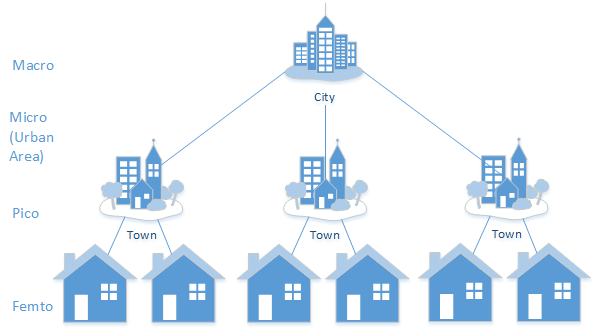 Macro
City
Micro
(Urban
Area)
Pico
Town
Town
Town
Femto